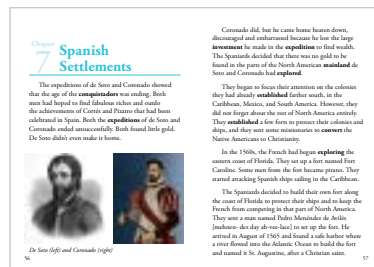 Chapter
7
Spanish
Settlements
The expeditions of de Soto and Coronado showed
that the age of the conquistadors was ending. Both
men had hoped to find fabulous riches and outdo
the achievements of Cortés and Pizarro that had been
celebrated in Spain. Both the expeditions of de Soto and
Coronado ended unsuccessfully. Both found little gold.
De Soto didn't even make it home.
De Soto (left) and Coronado (right)
56
Coronado did, but he came home beaten down,
discouraged and embarrassed because he lost the large
investment he made in the expedition to find wealth.
The Spaniards decided that there was no gold to be
found in the parts of the North American mainland de
Soto and Coronado had explored.
They began to focus their attention on the colonies
they had already established farther south, in the
Caribbean, Mexico, and South America. However, they
did not forget about the rest of North America entirely.
They established a few forts to protect their colonies and
ships, and they sent some missionaries to convert the
Native Americans to Christianity.
In the 1560s, the French had begun exploring the
eastern coast of Florida. They set up a fort named Fort
Caroline. Some men from the fort became pirates. They
started attacking Spanish ships sailing in the Caribbean.
The Spaniards decided to build their own fort along
the coast of Florida to protect their ships and to keep the
French from competing in that part of North America.
They sent a man named Pedro Menéndez de Avilés
[muhnen- dez day ah-vee-lace] to set up the fort. He
arrived in August of 1565 and found a safe harbor where
a river flowed into the Atlantic Ocean to build the fort
and named it St. Augustine, after a Christian saint.
57